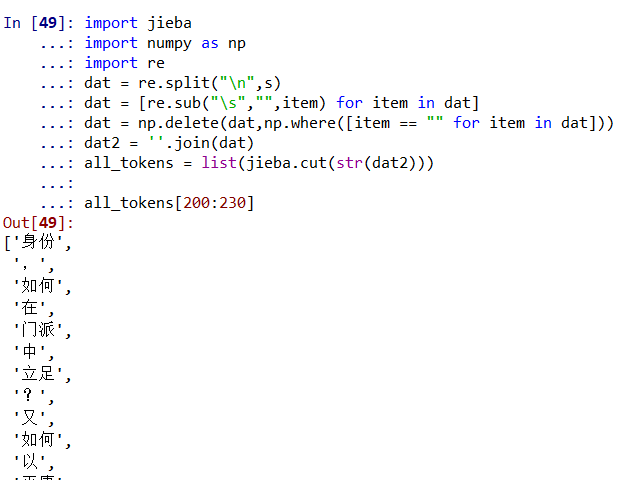 In [49]: import jieba
    ...: import numpy as np
    ...: import re
    ...: dat = re.split("\n",s)
    ...: dat = [re.sub("\s","",item) for item in dat]
    ...: dat = np.delete(dat,np.where([item == "" for item in dat]))
    ...: dat2 = ''.join(dat)
    ...: all_tokens = list(jieba.cut(str(dat2)))
    ...:
    ...: all_tokens[200:230]
Out[49]:
['身份',
 '，',
 '如何',
 '在',
 '门派',
 '中',
 '立足',
 '？',
 '又',
 '如何',
 '以',